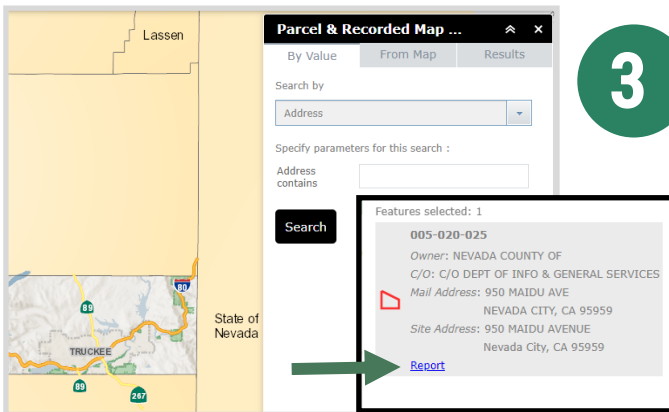 Lassen
Parcel & Recorded Map ...
By Value
From Map
Results
3
Search by
Address
Specify parameters for this search :
Address
contains
Search
Features selected: 1
005-020-025
Owner: NEVADA COUNTY OF
C/O: C/O DEPT OF INFO & GENERAL SERVICES
Mail Address: 950 MAIDU AVE
NEVADA CITY, CA 95959
Site Address: 950 MAIDU AVENUE
Nevada City, CA 95959
Report
80
89
State of
Nevada
TRUCKEE
89
267